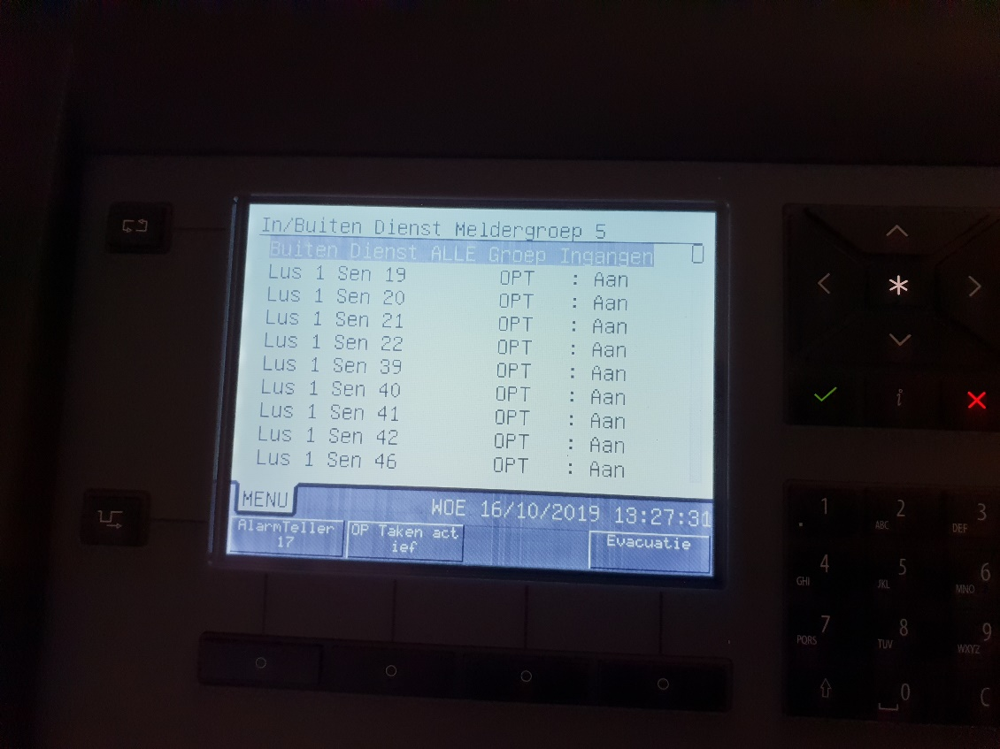 In/Buiten Dienst Meldergroep 5
Buiten Dienst ALLE Groep Ingangen
Lus 1 Sen 19 OPT : Aan
Lus 1 Sen 20 OPT : Aan
Lus 1 Sen 21 OPT : Aan
Lus 1 Sen 22 OPT : Aan
Lus 1 Sen 39 OPT : Aan
Lus 1 Sen 40 OPT : Aan
Lus 1 Sen 41 OPT : Aan
Lus 1 Sen 42 OPT : Aan
Lus 1 Sen 46 OPT : Aan
MENU
WOE 16/10/2019 13:27:31
AlarmTeller
17
OP Taken act
ief
Evacuatie
*
i
. 1
ABC 2
DEF 3
GHI 4
JKL 5
MNO 6
PQRS 7
TUV 8
WXYZ 9
0
C